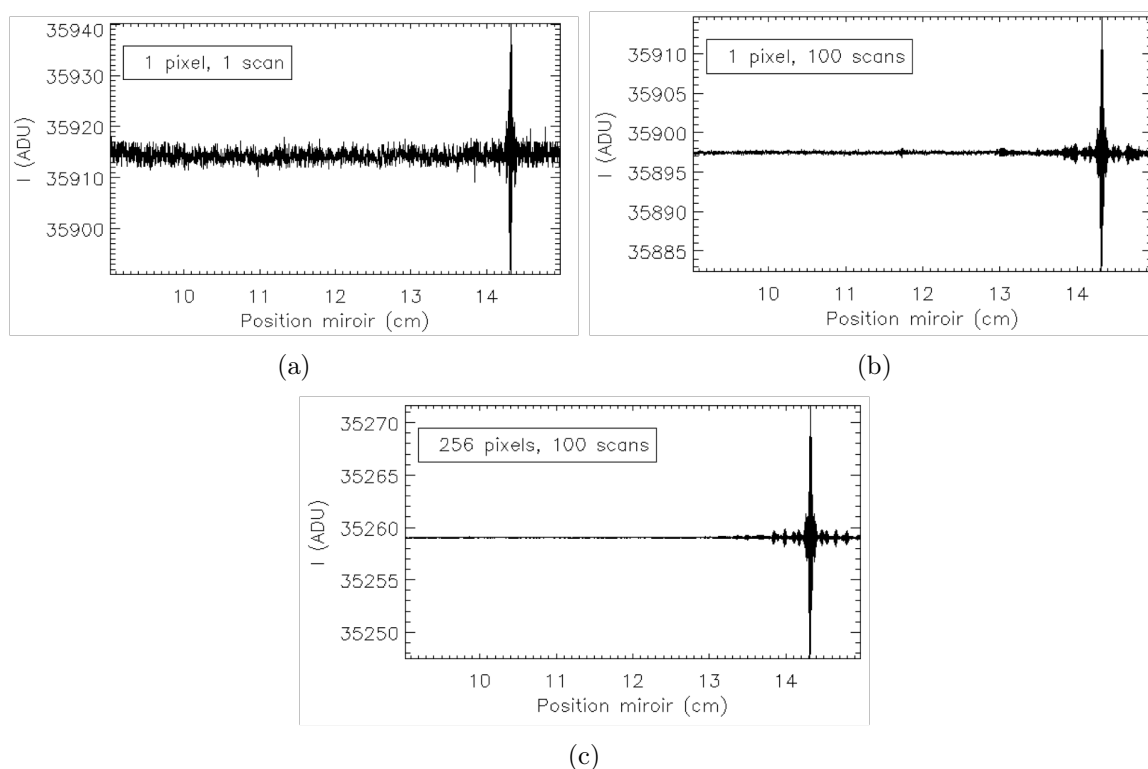 35940
35930
35920
35910
35900
I (ADU)
1 pixel, 1 scan
10 11 12 13 14
Position miroir (cm)
(a)
35910
35905
35900
35895
35890
35885
I (ADU)
1 pixel, 100 scans
10 11 12 13 14
Position miroir (cm)
(b)
35270
35265
35260
35255
35250
I (ADU)
256 pixels, 100 scans
10 11 12 13 14
Position miroir (cm)
(c)